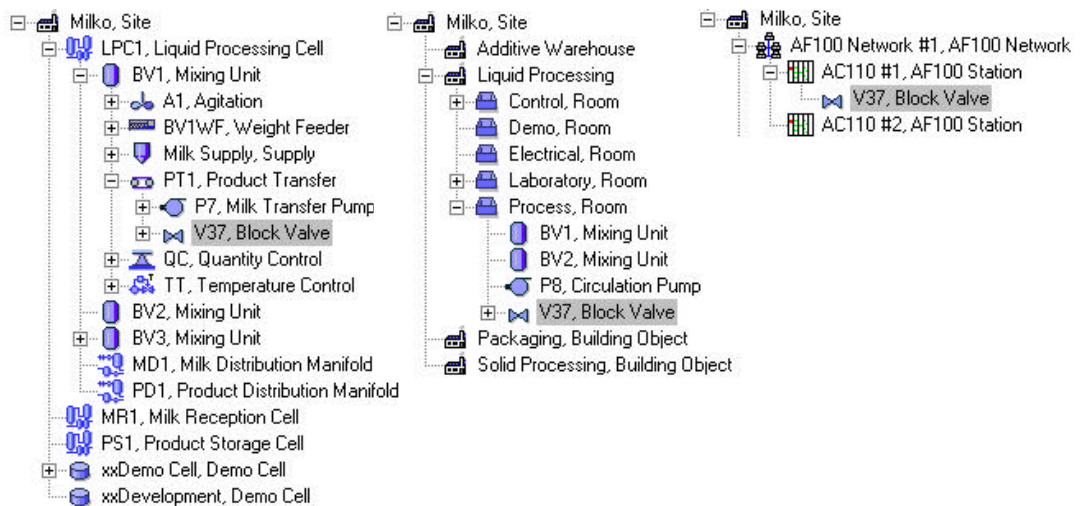 Milko, Site
LPC1, Liquid Processing Cell
BV1, Mixing Unit
A1, Agitation
BV1WF, Weight Feeder
Milk Supply, Supply
PT1, Product Transfer
P7, Milk Transfer Pump
V37, Block Valve
QC, Quantity Control
TT, Temperature Control
BV2, Mixing Unit
BV3, Mixing Unit
MD1, Milk Distribution Manifold
PD1, Product Distribution Manifold
MR1, Milk Reception Cell
PS1, Product Storage Cell
xxDemo Cell, Demo Cell
xxDevelopment, Demo Cell
Milko, Site
Additive Warehouse
Liquid Processing
Control, Room
Demo, Room
Electrical, Room
Laboratory, Room
Process, Room
BV1, Mixing Unit
BV2, Mixing Unit
P8, Circulation Pump
V37, Block Valve
Packaging, Building Object
Solid Processing, Building Object
Milko, Site
AF100 Network #1, AF100 Network
AC110 #1, AF100 Station
V37, Block Valve
AC110 #2, AF100 Station